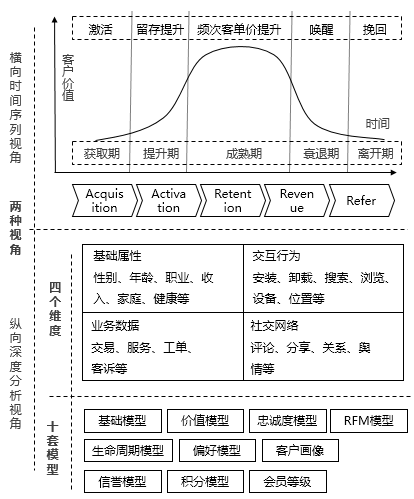 激活
留存提升
频次客单价提升
唤醒
挽回
横向时间序列视角
客户价值
时间
获取期
提升期
成熟期
衰退期
离开期
Acquis
ition
Activa
tion
Retent
ion
Reven
ue
Refer
两种视角
纵向深度分析视角
四个维度
基础属性
性别、年龄、职业、收
入、家庭、健康等
交互行为
安装、卸载、搜索、浏览、
设备、位置等
业务数据
交易、服务、工单、
客诉等
社交网络
评论、分享、关系、舆
情等
十套模型
基础模型
价值模型
忠诚度模型
RFM模型
生命周期模型
偏好模型
客户画像
信誉模型
积分模型
会员等级